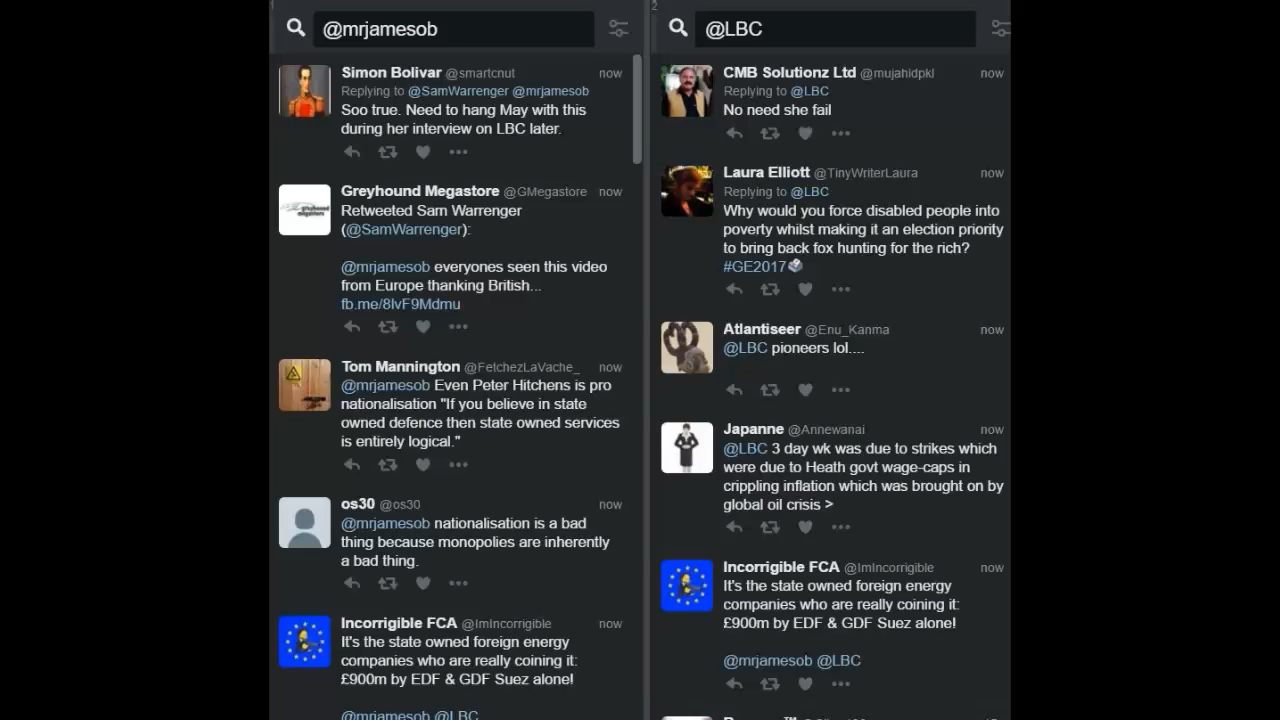 1
@mrjamesob
Simon Bolivar @smartcnut now
Replying to @SamWarrenger @mrjamesob
Soo true. Need to hang May with this
during her interview on LBC later.
Greyhound Megastore @GMegastore now
Retweeted Sam Warrenger
(@SamWarrenger):
@mrjamesob everyones seen this video
from Europe thanking British...
fb.me/8lvF9Mdmu
Tom Mannington @FetchezLaVache_ now
@mrjamesob Even Peter Hitchens is pro
nationalisation "If you believe in state
owned defence then state owned services
is entirely logical."
os30 @os30 now
@mrjamesob nationalisation is a bad
thing because monopolies are inherently
a bad thing.
Incorrigible FCA @ImIncorrigible now
It's the state owned foreign energy
companies who are really coining it:
£900m by EDF & GDF Suez alone!
@mrjamesob @LBC
2
@LBC
CMB Solutionz Ltd @mujahidpkl now
Replying to @LBC
No need she fail
Laura Elliott @TinyWriterLaura now
Replying to @LBC
Why would you force disabled people into
poverty whilst making it an election priority
to bring back fox hunting for the rich?
#GE2017
Atlantiseer @Enu_Kanma now
@LBC pioneers lol....
Japanne @Annewanai now
@LBC 3 day wk was due to strikes which
were due to Heath govt wage-caps in
crippling inflation which was brought on by
global oil crisis >
Incorrigible FCA @ImIncorrigible now
It's the state owned foreign energy
companies who are really coining it:
£900m by EDF & GDF Suez alone!
@mrjamesob @LBC